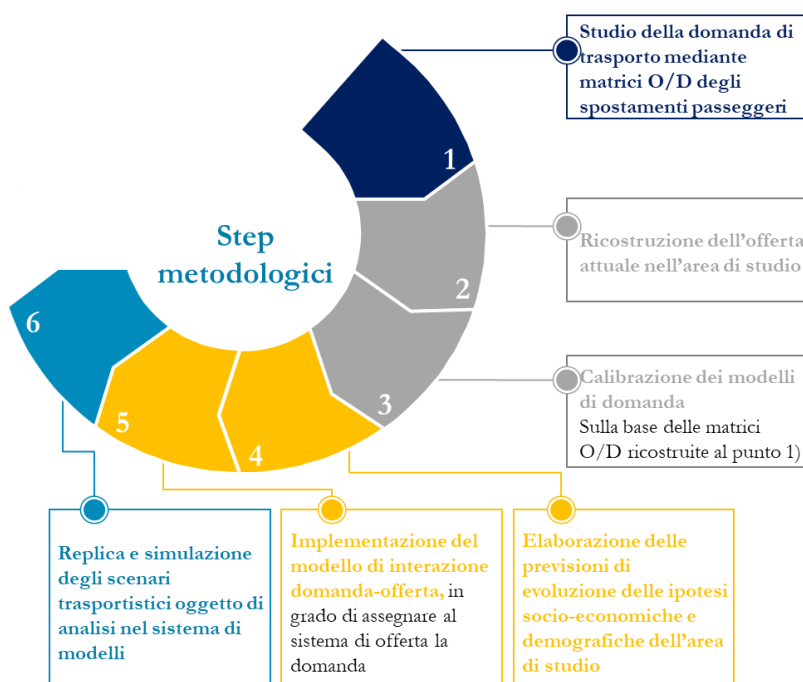 Studio della domanda di
trasporto mediante
matrici O/D degli
spostamenti passeggeri
1
Step
metodologici
Ricostruzione dell'offerta
attuale nell'area di studio
2
6
3
Calibrazione dei modelli
di domanda
Sulla base delle matrici
O/D ricostruite al punto 1)
5
4
Replica e simulazione
degli scenari
trasportistici oggetto di
analisi nel sistema di
modelli
Implementazione del
modello di interazione
domanda-offerta, in
grado di assegnare al
sistema di offerta la
domanda
Elaborazione delle
previsioni di
evoluzione delle ipotesi
socio-economiche e
demografiche dell'area
di studio